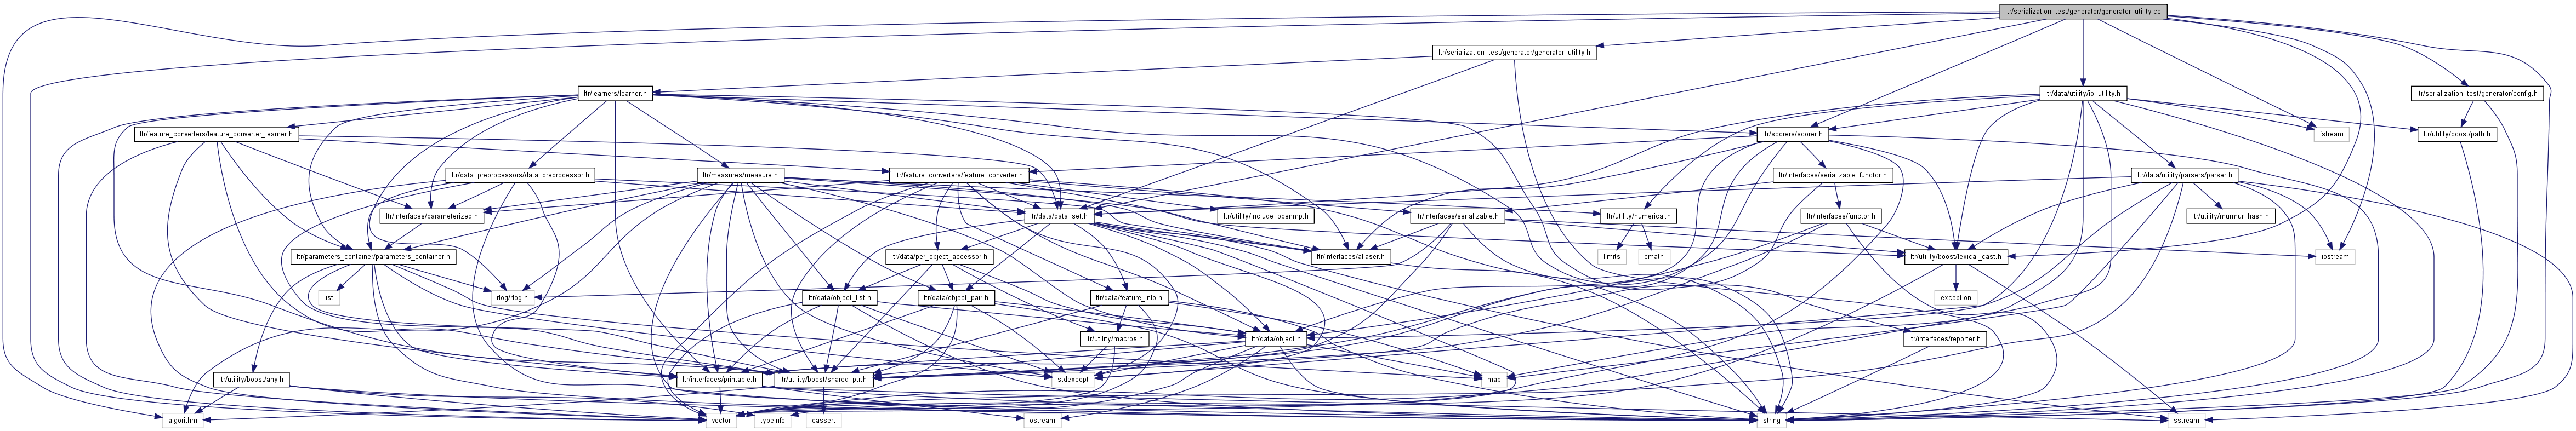 ltr/serialization_test/generator/generator_utility.cc
ltr/serialization_test/generator/generator_utility.h
ltr/learners/learner.h
ltr/data/utility/io_utility.h
ltr/serialization_test/generator/config.h
ltr/feature_converters/feature_converter_learner.h
ltr/scorers/scorer.h
fstream
ltr/utility/boost/path.h
ltr/data_preprocessors/data_preprocessor.h
ltr/measures/measure.h
ltr/feature_converters/feature_converter.h
ltr/interfaces/serializable_functor.h
ltr/data/utility/parsers/parser.h
ltr/interfaces/parameterized.h
ltr/data/data_set.h
ltr/utility/include_openmp.h
ltr/interfaces/serializable.h
ltr/utility/numerical.h
ltr/interfaces/functor.h
ltr/utility/murmur_hash.h
ltr/parameters_container/parameters_container.h
ltr/data/per_object_accessor.h
ltr/interfaces/aliaser.h
limits
cmath
ltr/utility/boost/lexical_cast.h
iostream
list
rlog/rlog.h
ltr/data/object_list.h
ltr/data/object_pair.h
ltr/data/feature_info.h
exception
ltr/utility/macros.h
ltr/data/object.h
ltr/interfaces/reporter.h
ltr/utility/boost/any.h
ltr/interfaces/printable.h
ltr/utility/boost/shared_ptr.h
stdexcept
map
algorithm
vector
typeinfo
cassert
ostream
string
sstream